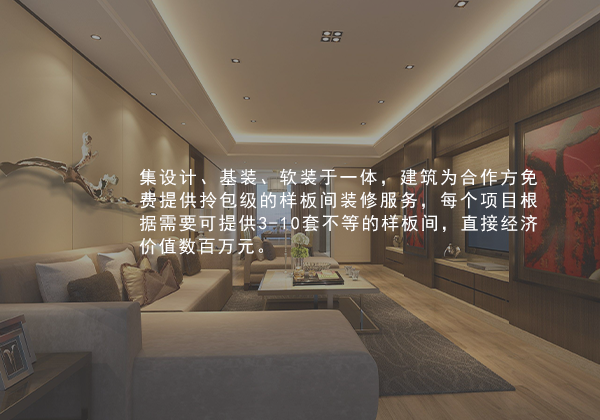 集设计、基装、软装于一体，建筑为合作方免
费提供拎包级的样板间装修服务，每个项目根
据需要可提供3-10套不等的样板间，直接经济
价值数百万元。